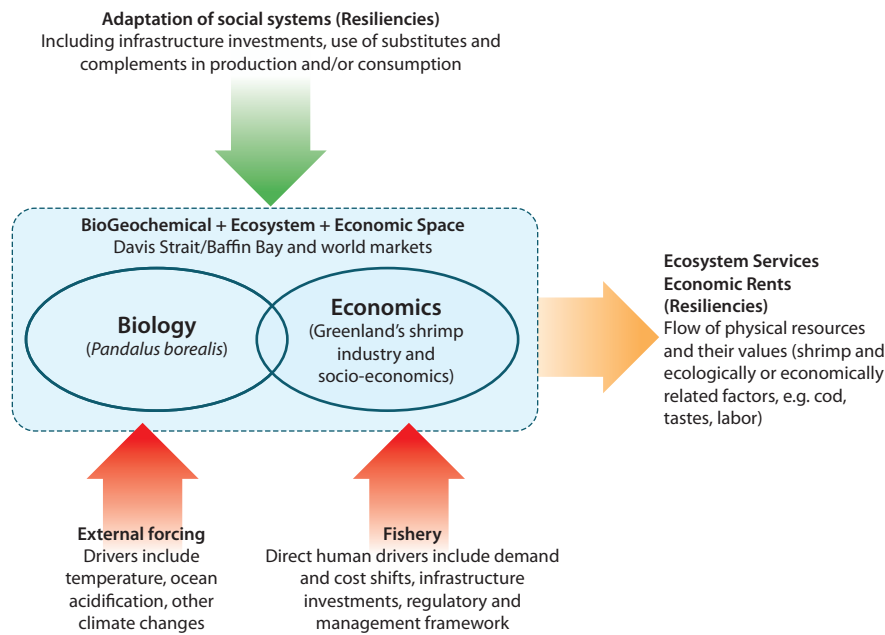 Adaptation of social systems (Resiliencies)
Including infrastructure investments, use of substitutes and
complements in production and/or consumption
BioGeochemical + Ecosystem + Economic Space
Davis Strait/Baffin Bay and world markets
Biology
(Pandalus borealis)
Economics
(Greenland's shrimp
industry and
socio-economics)
Ecosystem Services
Economic Rents
(Resiliencies)
Flow of physical resources
and their values (shrimp and
ecologically or economically
related factors, e.g. cod,
tastes, labor)
External forcing
Drivers include
temperature, ocean
acidification, other
climate changes
Fishery
Direct human drivers include demand
and cost shifts, infrastructure
investments, regulatory and
management framework